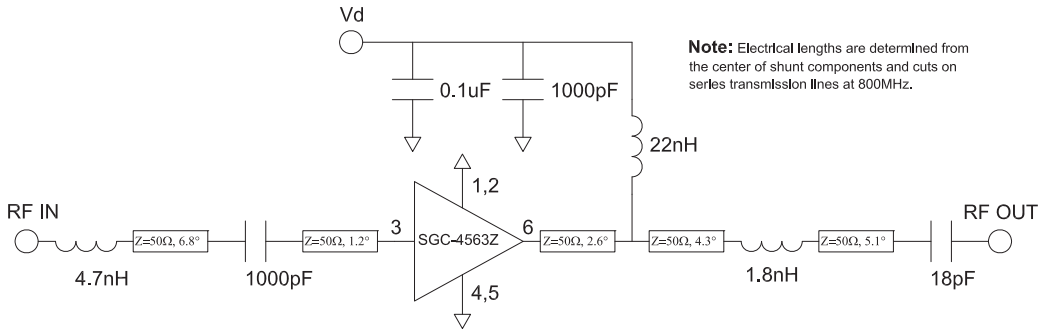 Vd
Note: Electrical lengths are determined from
the center of shunt components and cuts on
series transmission lines at 800MHz.
0.1uF
1000pF
22nH
1,2
RF IN
3
SGC-4563Z
6
RF OUT
Z=50Ω, 6.8°
Z=50Ω, 1.2°
Z=50Ω, 2.6°
Z=50Ω, 4.3°
Z=50Ω, 5.1°
4.7nH
1000pF
4,5
1.8nH
18pF